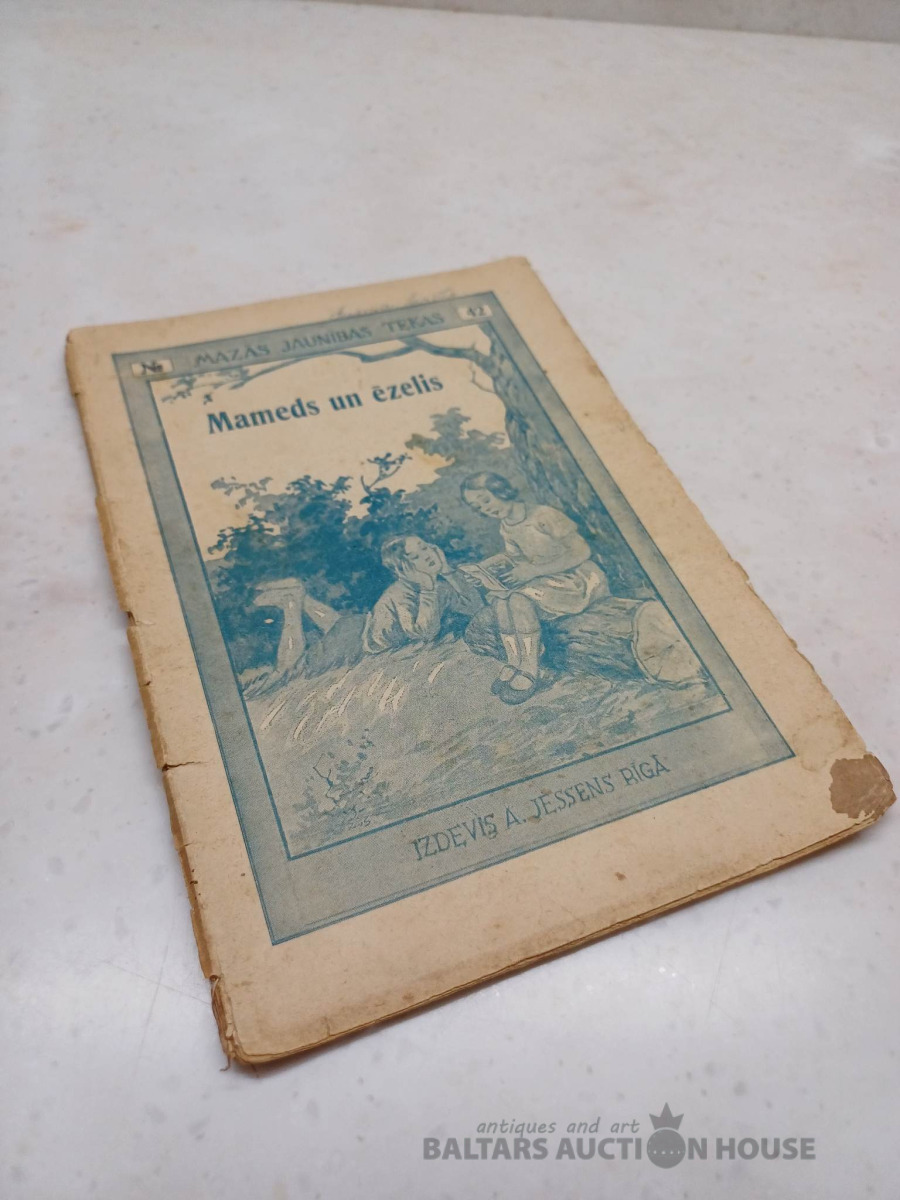 № MAZĀS JAUNĪBAS TEKAS 42
Mameds un ēzelis
IZDEVIS A. JESSENS RĪGĀ
antiques and art
BALTARS AUCTION HOUSE